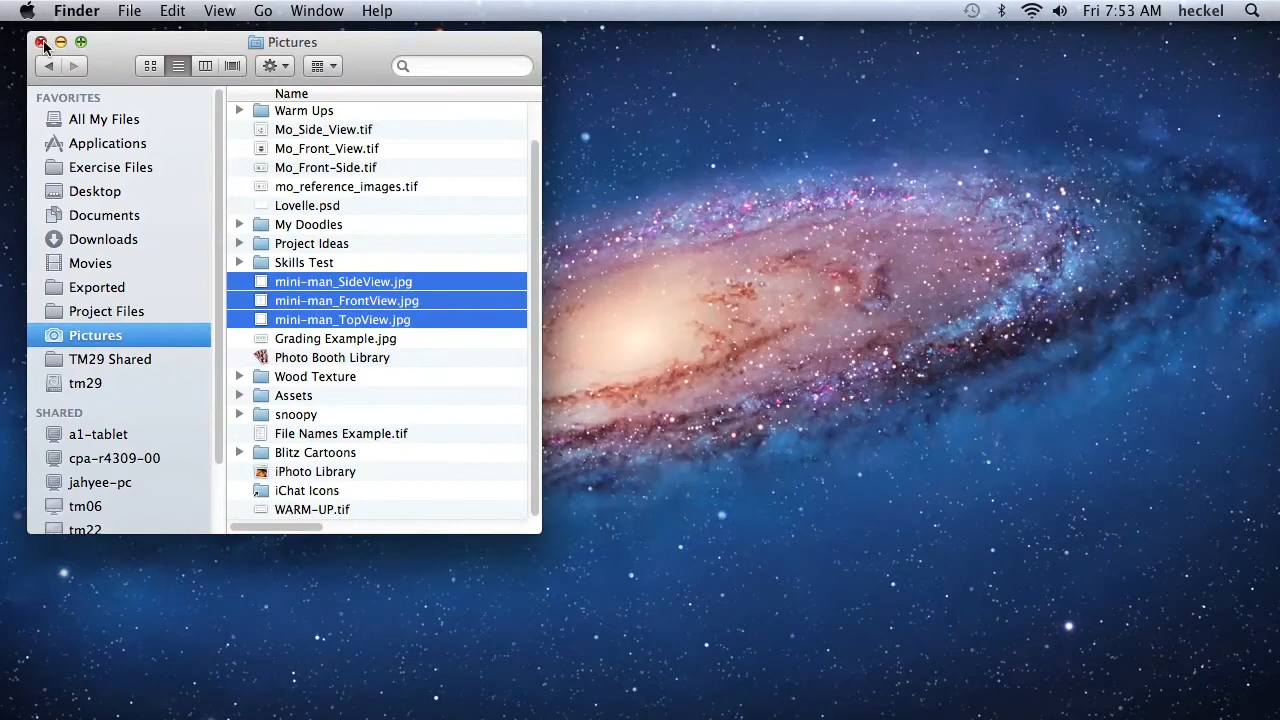 Finder File Edit View Go Window Help Fri 7:53 AM heckel
Pictures
Name
FAVORITES
All My Files
Applications
Exercise Files
Desktop
Documents
Downloads
Movies
Exported
Project Files
Pictures
TM29 Shared
tm29
SHARED
a1-tablet
cpa-r4309-00
jahyee-pc
tm06
tm22
Warm Ups
Mo_Side_View.tif
Mo_Front_View.tif
Mo_Front-Side.tif
mo_reference_images.tif
Lovelle.psd
My Doodles
Project Ideas
Skills Test
mini-man_SideView.jpg
mini-man_FrontView.jpg
mini-man_TopView.jpg
Grading Example.jpg
Photo Booth Library
Wood Texture
Assets
snoopy
File Names Example.tif
Blitz Cartoons
iPhoto Library
iChat Icons
WARM-UP.tif